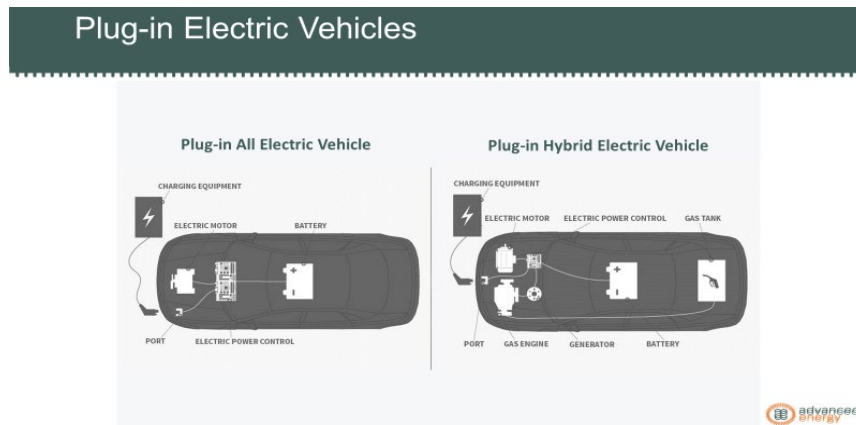 Plug-in Electric Vehicles
Plug-in All Electric Vehicle
CHARGING EQUIPMENT
ELECTRIC MOTOR
BATTERY
PORT
ELECTRIC POWER CONTROL
Plug-in Hybrid Electric Vehicle
CHARGING EQUIPMENT
ELECTRIC MOTOR
ELECTRIC POWER CONTROL
GAS TANK
PORT
GAS ENGINE
GENERATOR
BATTERY
æ
advanced
energy